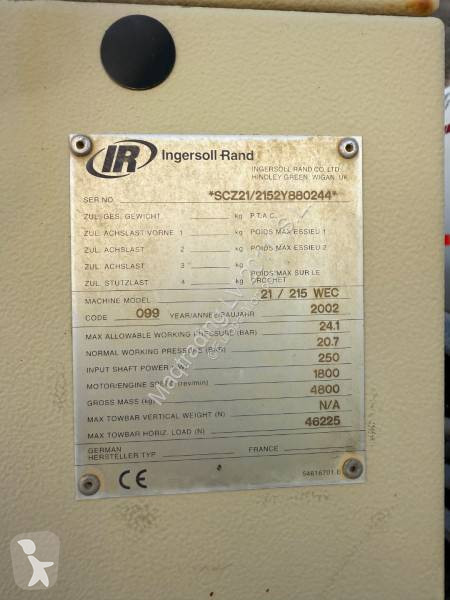 IR Ingersoll-Rand
INGERSOLL RAND CO. LTD
HINDLEY GREEN, WIGAN, UK
SER NO *SCZ21/2152Y880244*
ZUL. GES. GEWICHT kg P.T.A.C.
ZUL. ACHSLAST VORNE 1 kg POIDS MAX ESSIEU 1
ZUL. ACHSLAST 2 kg POIDS MAX ESSIEU 2
ZUL. ACHSLAST 3 kg
ZUL. STUTZLAST 4 kg POIDS MAX SUR LE CROCHET
MACHINE MODEL 21 / 215 WEC
CODE 099 YEAR/ANNEE/BAUJAHR 2002
MAX ALLOWABLE WORKING PRESSURE (BAR) 24.1
NORMAL WORKING PRESSURE (BAR) 20.7
INPUT SHAFT POWER 250
MOTOR/ENGINE SPEED (rev/min) 1800
GROSS MASS (kg) 4800
MAX TOWBAR VERTICAL WEIGHT (N) N/A
MAX TOWBAR HORIZ. LOAD (N) 46225
GERMAN
HERSTELLER TYP FRANCE
CE